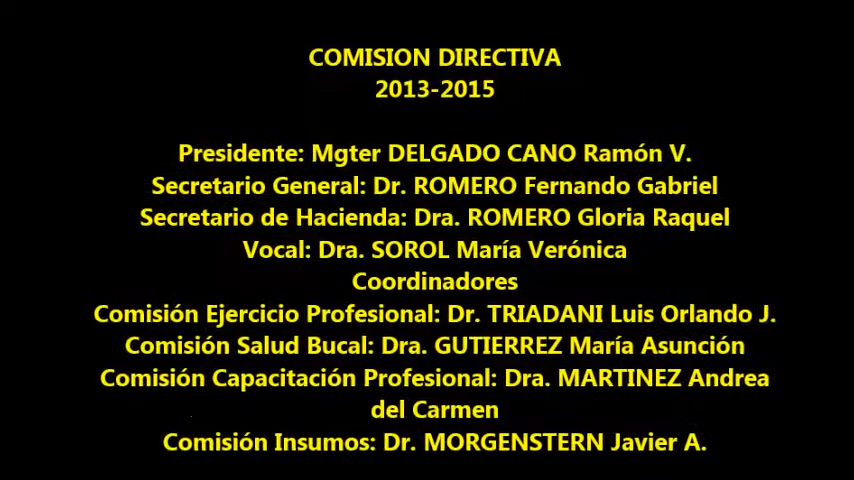 COMISION DIRECTIVA
2013-2015
Presidente: Mgter DELGADO CANO Ramón V.
Secretario General: Dr. ROMERO Fernando Gabriel
Secretario de Hacienda: Dra. ROMERO Gloria Raquel
Vocal: Dra. SOROL María Verónica
Coordinadores
Comisión Ejercicio Profesional: Dr. TRIADANI Luis Orlando J.
Comisión Salud Bucal: Dra. GUTIERREZ María Asunción
Comisión Capacitación Profesional: Dra. MARTINEZ Andrea
del Carmen
Comisión Insumos: Dr. MORGENSTERN Javier A.